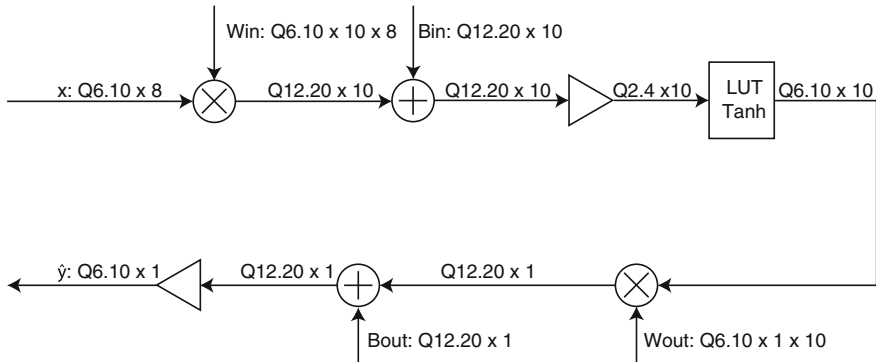 Win: Q6.10 x 10 x 8
Bin: Q12.20 x 10
x: Q6.10 x 8
Q12.20 x 10
Q12.20 x 10
Q2.4 x10
LUT
Tanh
Q6.10 x 10
ŷ: Q6.10 x 1
Q12.20 x 1
Q12.20 x 1
Bout: Q12.20 x 1
Wout: Q6.10 x 1 x 10